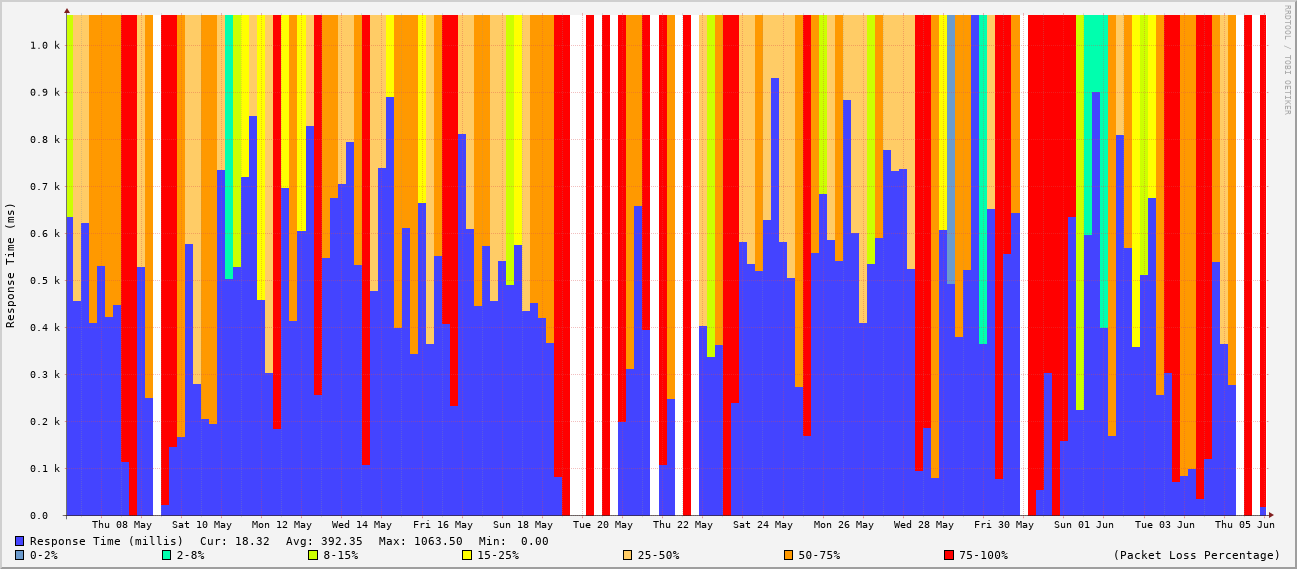 RRDTOOL / TOBI OETIKER
Response Time (ms)
1.0 k
0.9 k
0.8 k
0.7 k
0.6 k
0.5 k
0.4 k
0.3 k
0.2 k
0.1 k
0.0
Thu 08 May Sat 10 May Mon 12 May Wed 14 May Fri 16 May Sun 18 May Tue 20 May Thu 22 May Sat 24 May Mon 26 May Wed 28 May Fri 30 May Sun 01 Jun Tue 03 Jun Thu 05 Jun
Response Time (millis) Cur: 18.32 Avg: 392.35 Max: 1063.50 Min: 0.00
0-2% 2-8% 8-15% 15-25% 25-50% 50-75% 75-100% (Packet Loss Percentage)